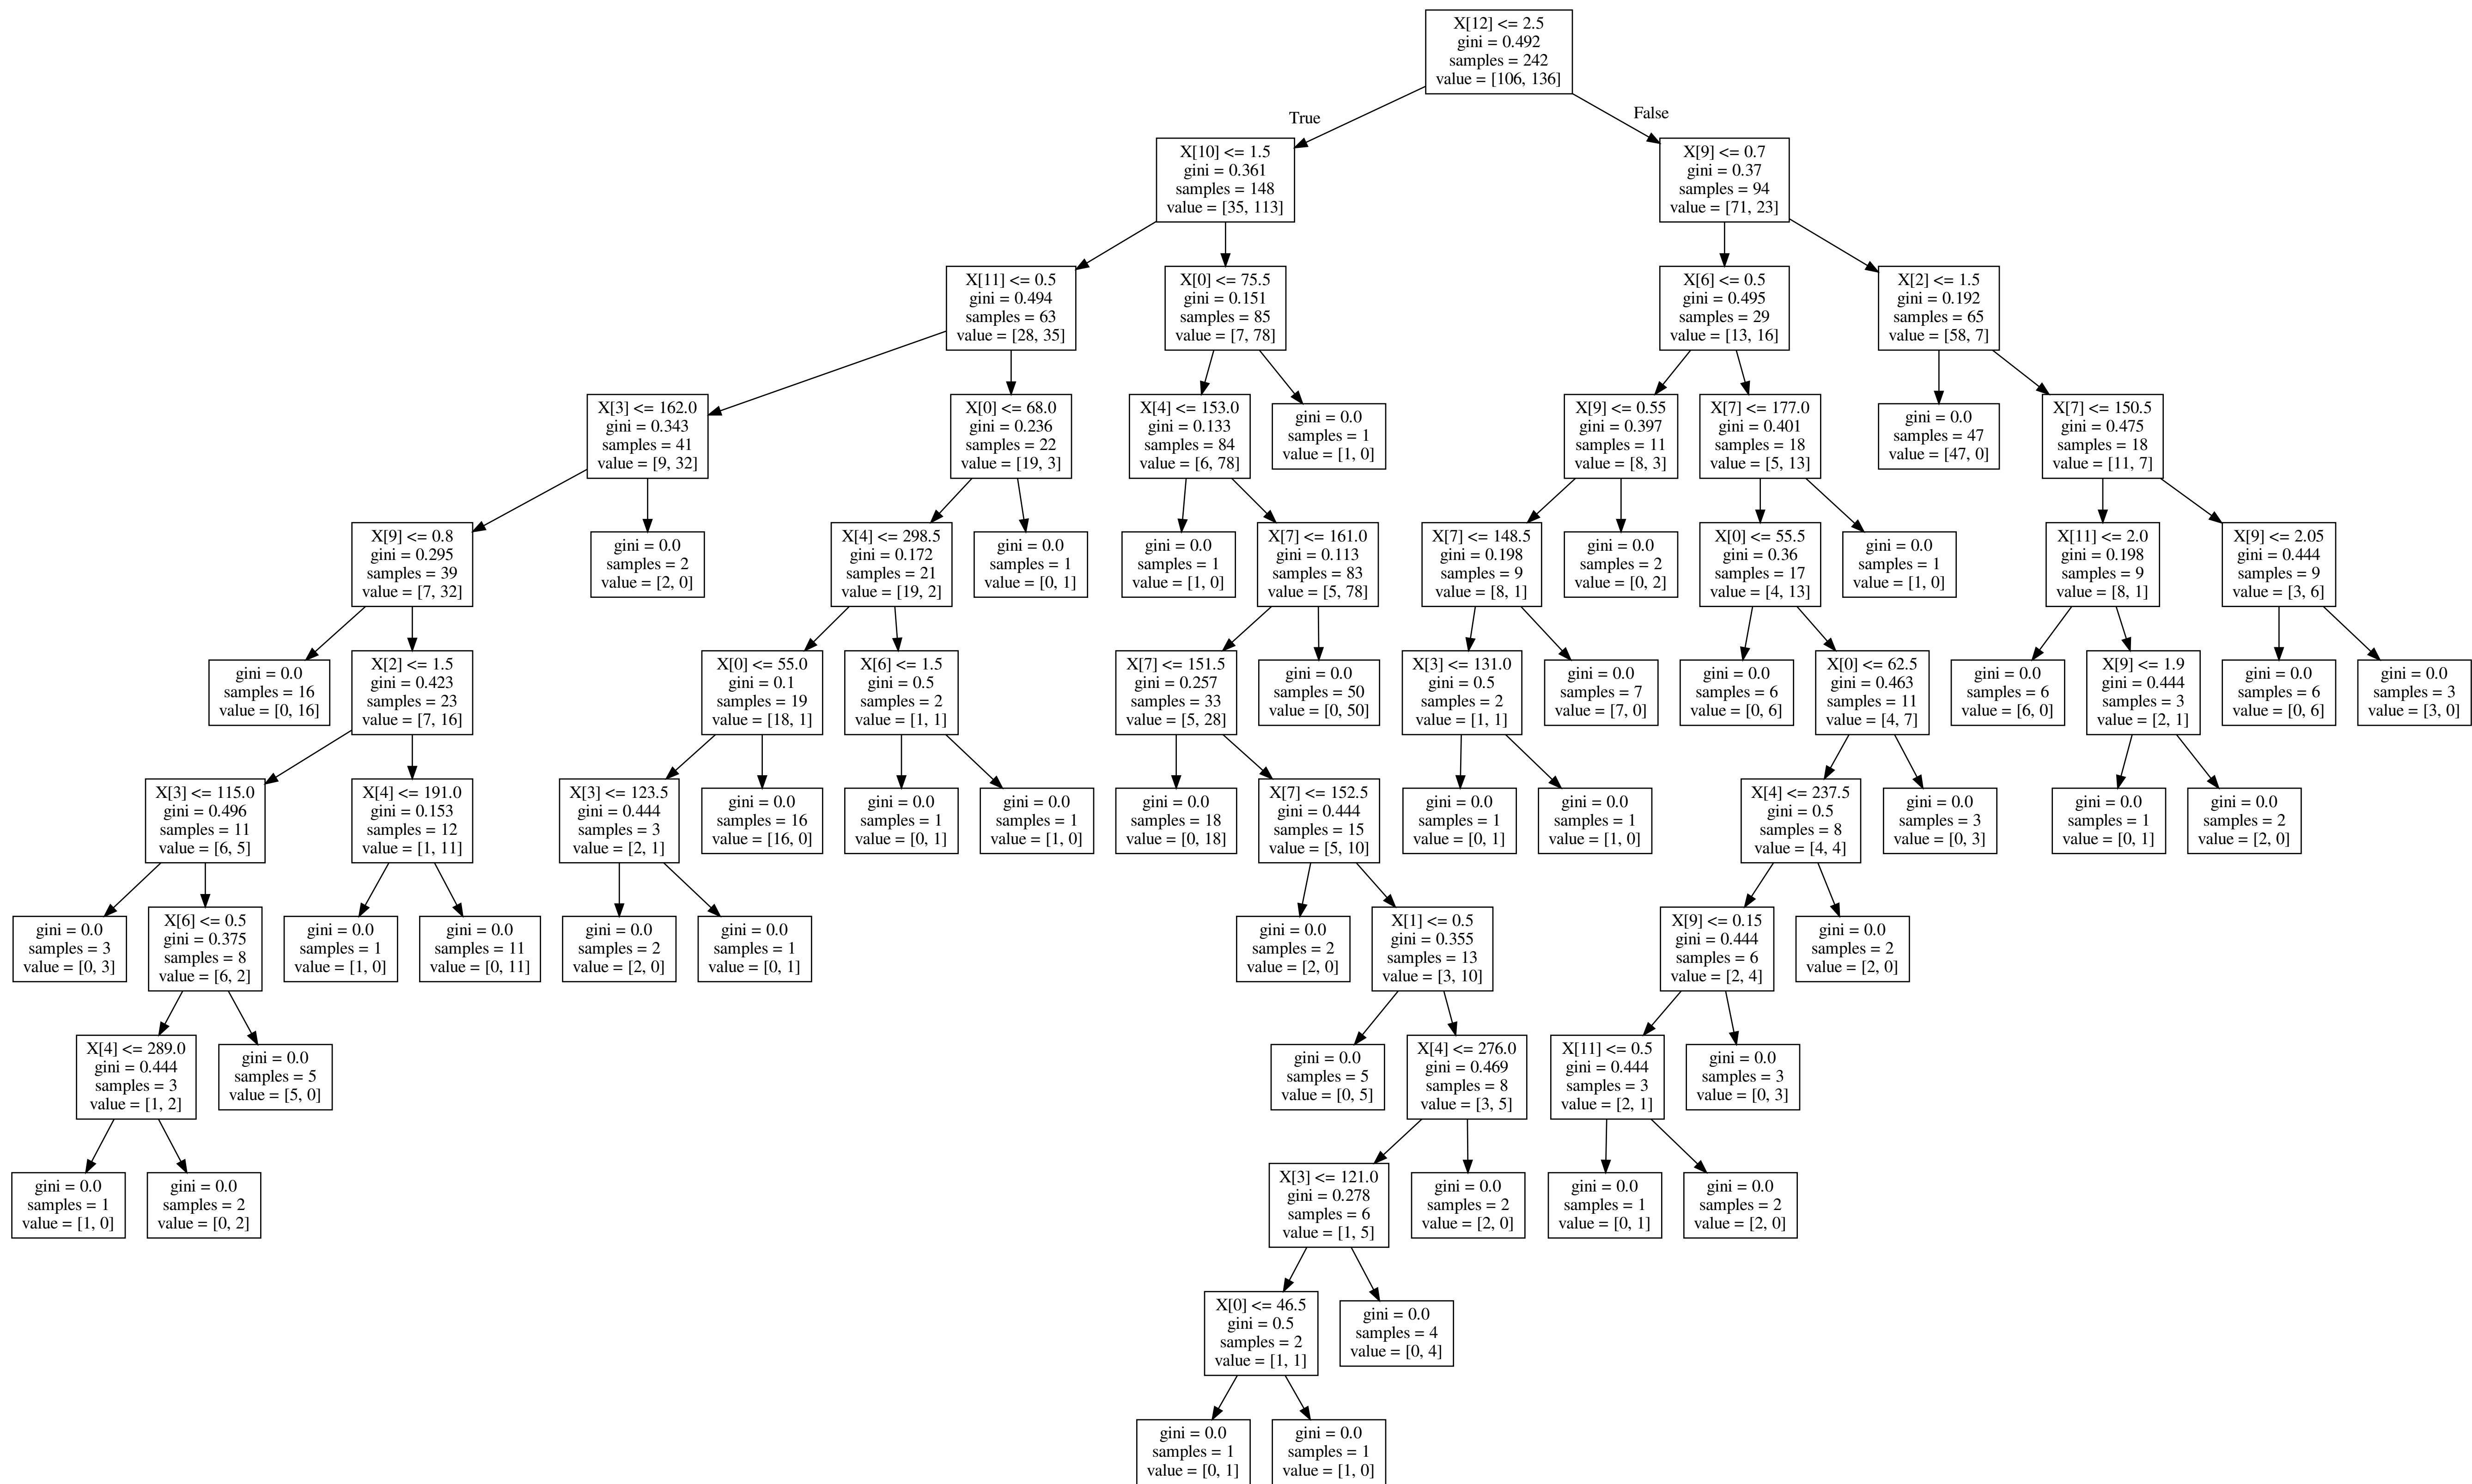 X[12] <= 2.5
gini = 0.492
samples = 242
value = [106, 136]
True
False
X[10] <= 1.5
gini = 0.361
samples = 148
value = [35, 113]
X[9] <= 0.7
gini = 0.37
samples = 94
value = [71, 23]
X[11] <= 0.5
gini = 0.494
samples = 63
value = [28, 35]
X[0] <= 75.5
gini = 0.151
samples = 85
value = [7, 78]
X[6] <= 0.5
gini = 0.495
samples = 29
value = [13, 16]
X[2] <= 1.5
gini = 0.192
samples = 65
value = [58, 7]
X[3] <= 162.0
gini = 0.343
samples = 41
value = [9, 32]
X[0] <= 68.0
gini = 0.236
samples = 22
value = [19, 3]
X[4] <= 153.0
gini = 0.133
samples = 84
value = [6, 78]
gini = 0.0
samples = 1
value = [1, 0]
X[9] <= 0.55
gini = 0.397
samples = 11
value = [8, 3]
X[7] <= 177.0
gini = 0.401
samples = 18
value = [5, 13]
gini = 0.0
samples = 47
value = [47, 0]
X[7] <= 150.5
gini = 0.475
samples = 18
value = [11, 7]
X[9] <= 0.8
gini = 0.295
samples = 39
value = [7, 32]
gini = 0.0
samples = 2
value = [2, 0]
X[4] <= 298.5
gini = 0.172
samples = 21
value = [19, 2]
gini = 0.0
samples = 1
value = [0, 1]
gini = 0.0
samples = 1
value = [1, 0]
X[7] <= 161.0
gini = 0.113
samples = 83
value = [5, 78]
X[7] <= 148.5
gini = 0.198
samples = 9
value = [8, 1]
gini = 0.0
samples = 2
value = [0, 2]
X[0] <= 55.5
gini = 0.36
samples = 17
value = [4, 13]
gini = 0.0
samples = 1
value = [1, 0]
X[11] <= 2.0
gini = 0.198
samples = 9
value = [8, 1]
X[9] <= 2.05
gini = 0.444
samples = 9
value = [3, 6]
gini = 0.0
samples = 16
value = [0, 16]
X[2] <= 1.5
gini = 0.423
samples = 23
value = [7, 16]
X[0] <= 55.0
gini = 0.1
samples = 19
value = [18, 1]
X[6] <= 1.5
gini = 0.5
samples = 2
value = [1, 1]
X[7] <= 151.5
gini = 0.257
samples = 33
value = [5, 28]
gini = 0.0
samples = 50
value = [0, 50]
X[3] <= 131.0
gini = 0.5
samples = 2
value = [1, 1]
gini = 0.0
samples = 7
value = [7, 0]
gini = 0.0
samples = 6
value = [0, 6]
X[0] <= 62.5
gini = 0.463
samples = 11
value = [4, 7]
gini = 0.0
samples = 6
value = [6, 0]
X[9] <= 1.9
gini = 0.444
samples = 3
value = [2, 1]
gini = 0.0
samples = 6
value = [0, 6]
gini = 0.0
samples = 3
value = [3, 0]
X[3] <= 115.0
gini = 0.496
samples = 11
value = [6, 5]
X[4] <= 191.0
gini = 0.153
samples = 12
value = [1, 11]
X[3] <= 123.5
gini = 0.444
samples = 3
value = [2, 1]
gini = 0.0
samples = 16
value = [16, 0]
gini = 0.0
samples = 1
value = [0, 1]
gini = 0.0
samples = 1
value = [1, 0]
gini = 0.0
samples = 18
value = [0, 18]
X[7] <= 152.5
gini = 0.444
samples = 15
value = [5, 10]
gini = 0.0
samples = 1
value = [0, 1]
gini = 0.0
samples = 1
value = [1, 0]
X[4] <= 237.5
gini = 0.5
samples = 8
value = [4, 4]
gini = 0.0
samples = 3
value = [0, 3]
gini = 0.0
samples = 1
value = [0, 1]
gini = 0.0
samples = 2
value = [2, 0]
gini = 0.0
samples = 3
value = [0, 3]
X[6] <= 0.5
gini = 0.375
samples = 8
value = [6, 2]
gini = 0.0
samples = 1
value = [1, 0]
gini = 0.0
samples = 11
value = [0, 11]
gini = 0.0
samples = 2
value = [2, 0]
gini = 0.0
samples = 1
value = [0, 1]
gini = 0.0
samples = 2
value = [2, 0]
X[1] <= 0.5
gini = 0.355
samples = 13
value = [3, 10]
X[9] <= 0.15
gini = 0.444
samples = 6
value = [2, 4]
gini = 0.0
samples = 2
value = [2, 0]
X[4] <= 289.0
gini = 0.444
samples = 3
value = [1, 2]
gini = 0.0
samples = 5
value = [5, 0]
gini = 0.0
samples = 5
value = [0, 5]
X[4] <= 276.0
gini = 0.469
samples = 8
value = [3, 5]
X[11] <= 0.5
gini = 0.444
samples = 3
value = [2, 1]
gini = 0.0
samples = 3
value = [0, 3]
gini = 0.0
samples = 1
value = [1, 0]
gini = 0.0
samples = 2
value = [0, 2]
X[3] <= 121.0
gini = 0.278
samples = 6
value = [1, 5]
gini = 0.0
samples = 2
value = [2, 0]
gini = 0.0
samples = 1
value = [0, 1]
gini = 0.0
samples = 2
value = [2, 0]
X[0] <= 46.5
gini = 0.5
samples = 2
value = [1, 1]
gini = 0.0
samples = 4
value = [0, 4]
gini = 0.0
samples = 1
value = [0, 1]
gini = 0.0
samples = 1
value = [1, 0]